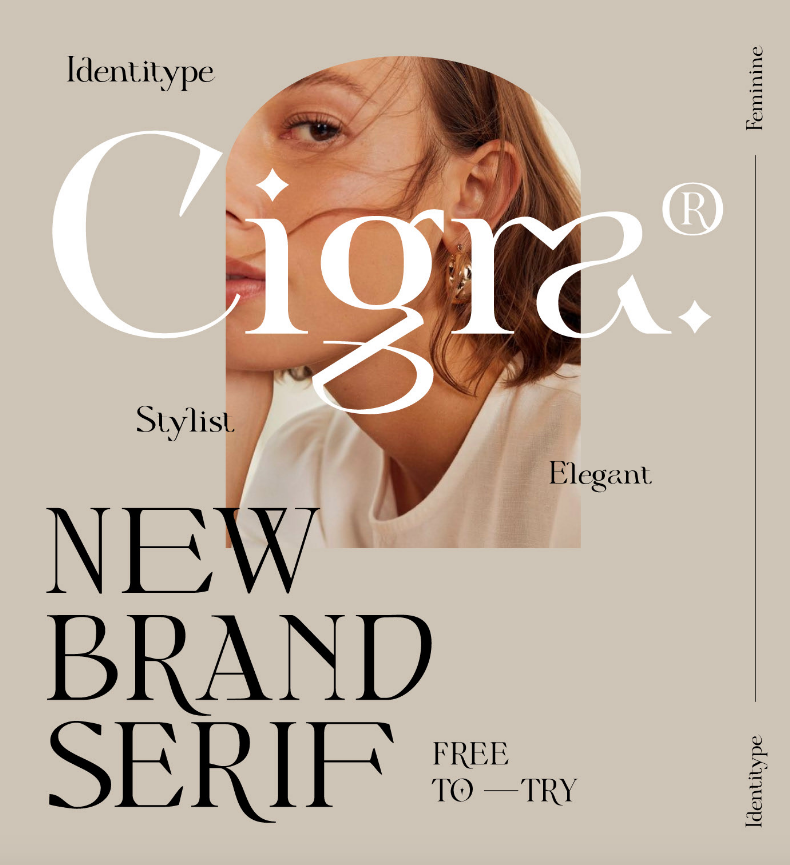 Identitype
Feminine
Cigra.®
Stylist
Elegant
NEW
BRAND
SERIF
FREE
TO —TRY
Identitype